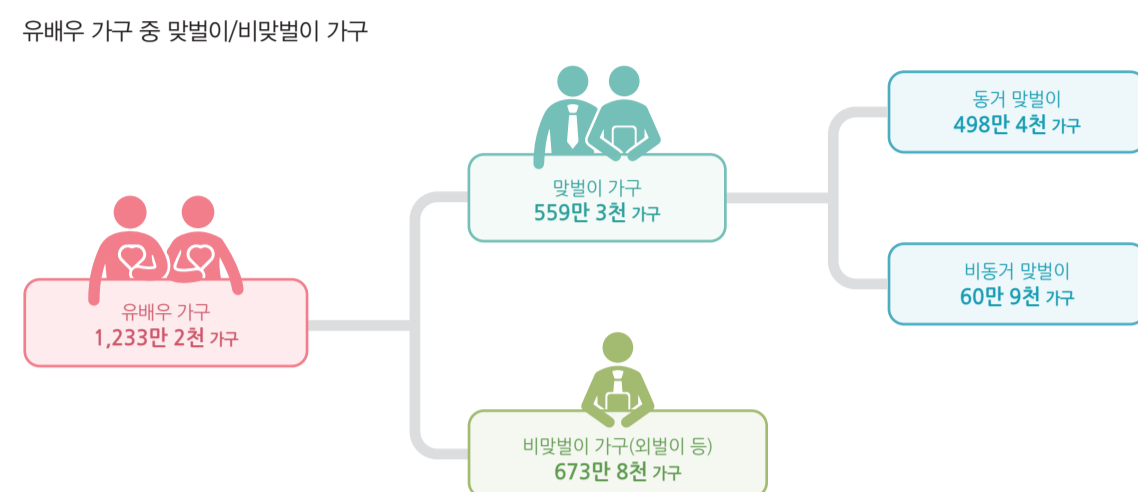 유배우 가구 중 맞벌이/비맞벌이 가구
동거 맞벌이
498만 4천 가구
맞벌이 가구
559만 3천 가구
비동거 맞벌이
60만 9천 가구
유배우 가구
1,233만 2천 가구
비맞벌이 가구(외벌이 등)
673만 8천 가구